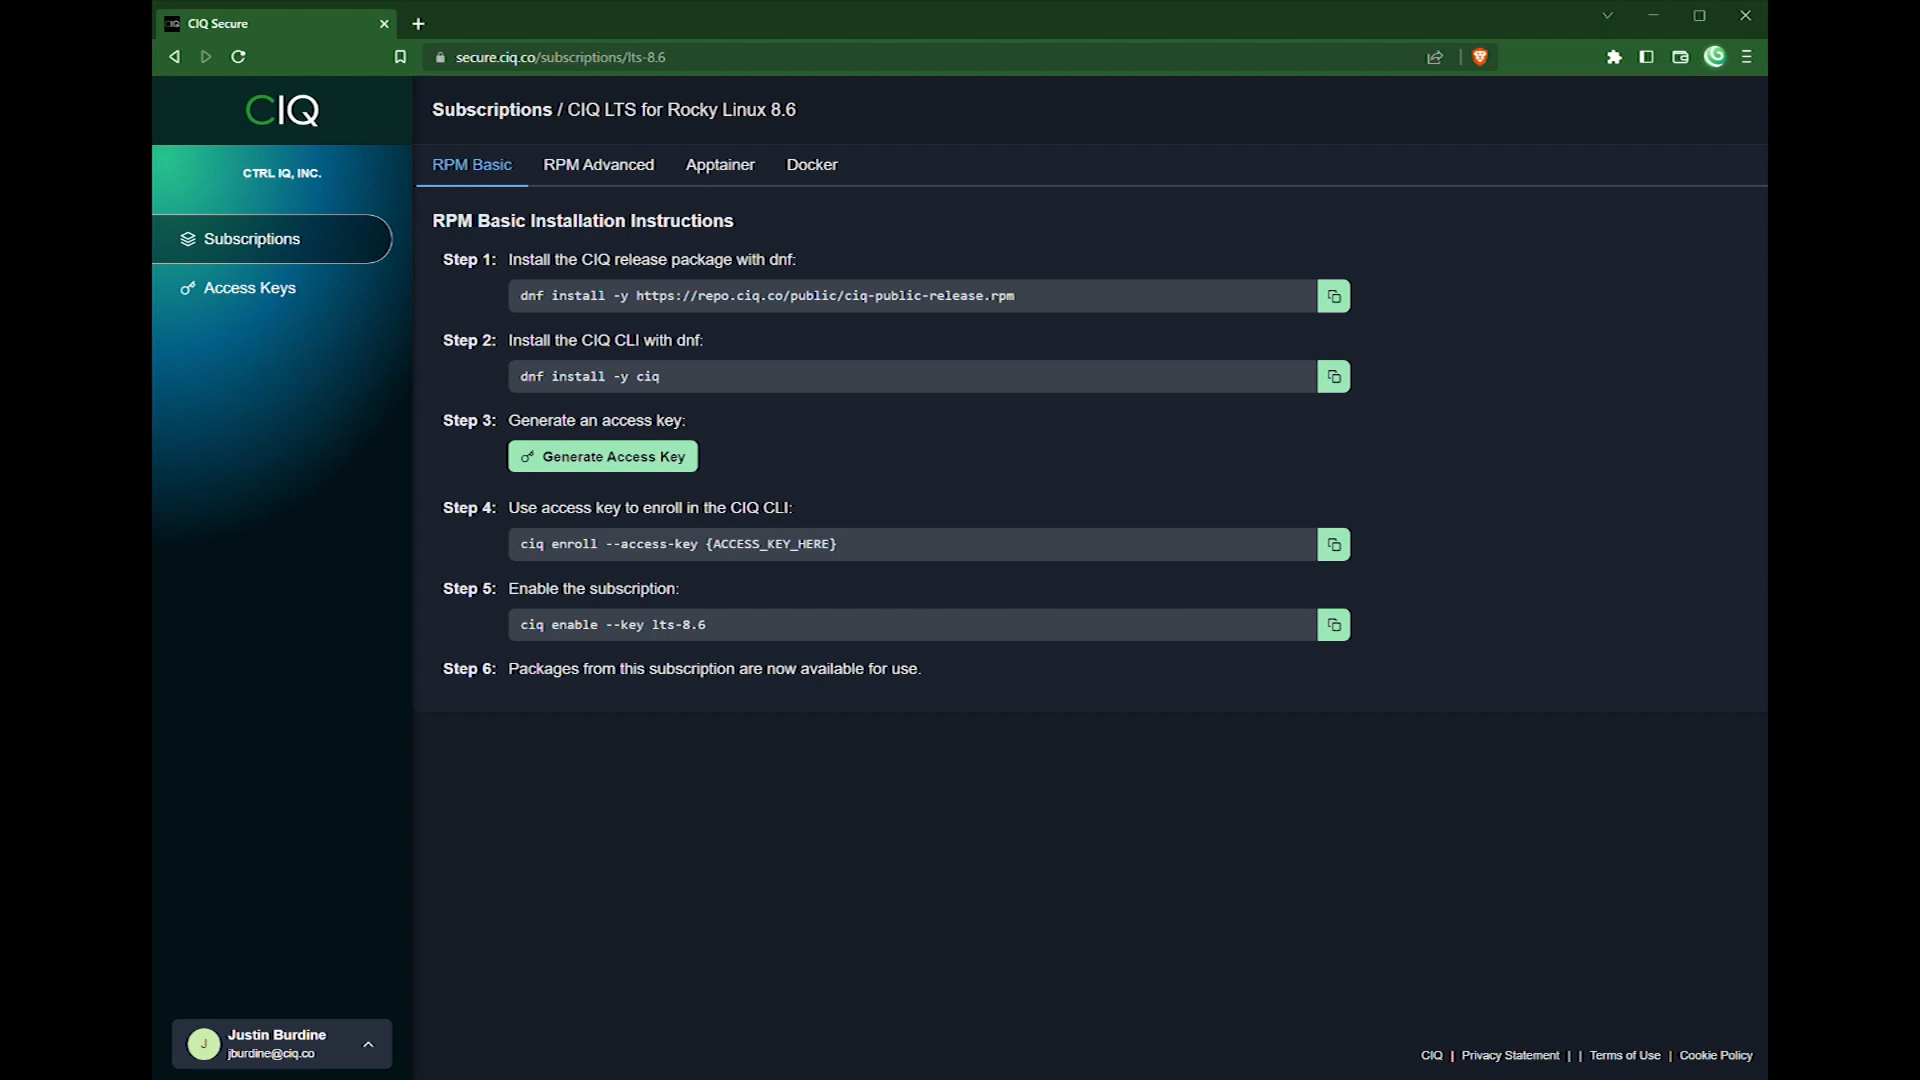 CIQ Secure
secure.ciq.co/subscriptions/lts-8.6
CIQ
CTRL IQ, INC.
Subscriptions
Access Keys
Subscriptions / CIQ LTS for Rocky Linux 8.6
RPM Basic
RPM Advanced
Apptainer
Docker
RPM Basic Installation Instructions
Step 1: Install the CIQ release package with dnf:
dnf install -y https://repo.ciq.co/public/ciq-public-release.rpm
Step 2: Install the CIQ CLI with dnf:
dnf install -y ciq
Step 3: Generate an access key:
Generate Access Key
Step 4: Use access key to enroll in the CIQ CLI:
ciq enroll --access-key {ACCESS_KEY_HERE}
Step 5: Enable the subscription:
ciq enable --key lts-8.6
Step 6: Packages from this subscription are now available for use.
J
Justin Burdine
jburdine@ciq.co
CIQ | Privacy Statement | | Terms of Use | Cookie Policy